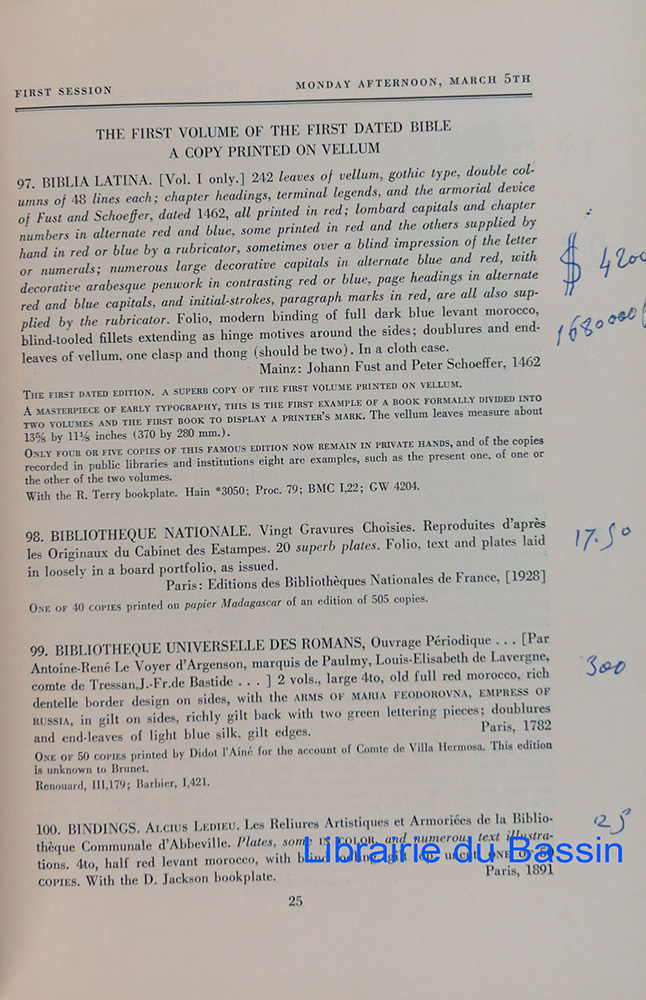 FIRST SESSION MONDAY AFTERNOON, MARCH 5TH
THE FIRST VOLUME OF THE FIRST DATED BIBLE
A COPY PRINTED ON VELLUM
97. BIBLIA LATINA. [Vol. I only.] 242 leaves of vellum, gothic type, double col-
umns of 48 lines each; chapter headings, terminal legends, and the armorial device
of Fust and Schoeffer, dated 1462, all printed in red; lombard capitals and chapter
numbers in alternate red and blue, some printed in red and the others supplied by
hand in red or blue by a rubricator, sometimes over a blind impression of the letter
or numerals; numerous large decorative capitals in alternate blue and red, with
decorative arabesque penwork in contrasting red or blue, page headings in alternate
red and blue capitals, and initial-strokes, paragraph marks in red, are all also sup-
plied by the rubricator. Folio, modern binding of full dark blue levant morocco,
blind-tooled fillets extending as hinge motives around the sides; doublures and end-
leaves of vellum, one clasp and thong (should be two). In a cloth case.
Mainz: Johann Fust and Peter Schoeffer, 1462
$ 4200
1680000
THE FIRST DATED EDITION. A SUPERB COPY OF THE FIRST VOLUME PRINTED ON VELLUM.
A MASTERPIECE OF EARLY TYPOGRAPHY, THIS IS THE FIRST EXAMPLE OF A BOOK FORMALLY DIVIDED INTO
TWO VOLUMES AND THE FIRST BOOK TO DISPLAY A PRINTER'S MARK. The vellum leaves measure about
13⅝ by 11⅛ inches (370 by 280 mm.).
ONLY FOUR OR FIVE COPIES OF THIS FAMOUS EDITION NOW REMAIN IN PRIVATE HANDS, and of the copies
recorded in public libraries and institutions eight are examples, such as the present one, of one or
the other of the two volumes.
With the R. Terry bookplate. Hain *3050; Proc. 79; BMC I,22; GW 4204.
98. BIBLIOTHEQUE NATIONALE. Vingt Gravures Choisies. Reproduites d'après
les Originaux du Cabinet des Estampes. 20 superb plates. Folio, text and plates laid
in loosely in a board portfolio, as issued.
Paris: Editions des Bibliothèques Nationales de France, [1928]
17.50
ONE OF 40 COPIES printed on papier Madagascar of an edition of 505 copies.
99. BIBLIOTHEQUE UNIVERSELLE DES ROMANS, Ouvrage Périodique . . . [Par
Antoine-René Le Voyer d'Argenson, marquis de Paulmy, Louis-Elisabeth de Lavergne,
comte de Tressan,J.-Fr.de Bastide . . . ] 2 vols., large 4to, old full red morocco, rich
dentelle border design on sides, with the ARMS OF MARIA FEODOROVNA, EMPRESS OF
RUSSIA, in gilt on sides, richly gilt back with two green lettering pieces; doublures
and end-leaves of light blue silk, gilt edges. Paris, 1782
300
ONE OF 50 COPIES printed by Didot l'Ainé for the account of Comte de Villa Hermosa. This edition
is unknown to Brunet.
Renouard, III,179; Barbier, I,421.
100. BINDINGS. ALCIUS LEDIEU. Les Reliures Artistiques et Armoriées de la Biblio-
thèque Communale d'Abbeville. Plates, some IN COLOR, and numerous text illustra-
tions. 4to, half red levant morocco, with gilt uncut ONE OF
COPIES. With the D. Jackson bookplate. Paris, 1891
25
Librairie du Bassin
25